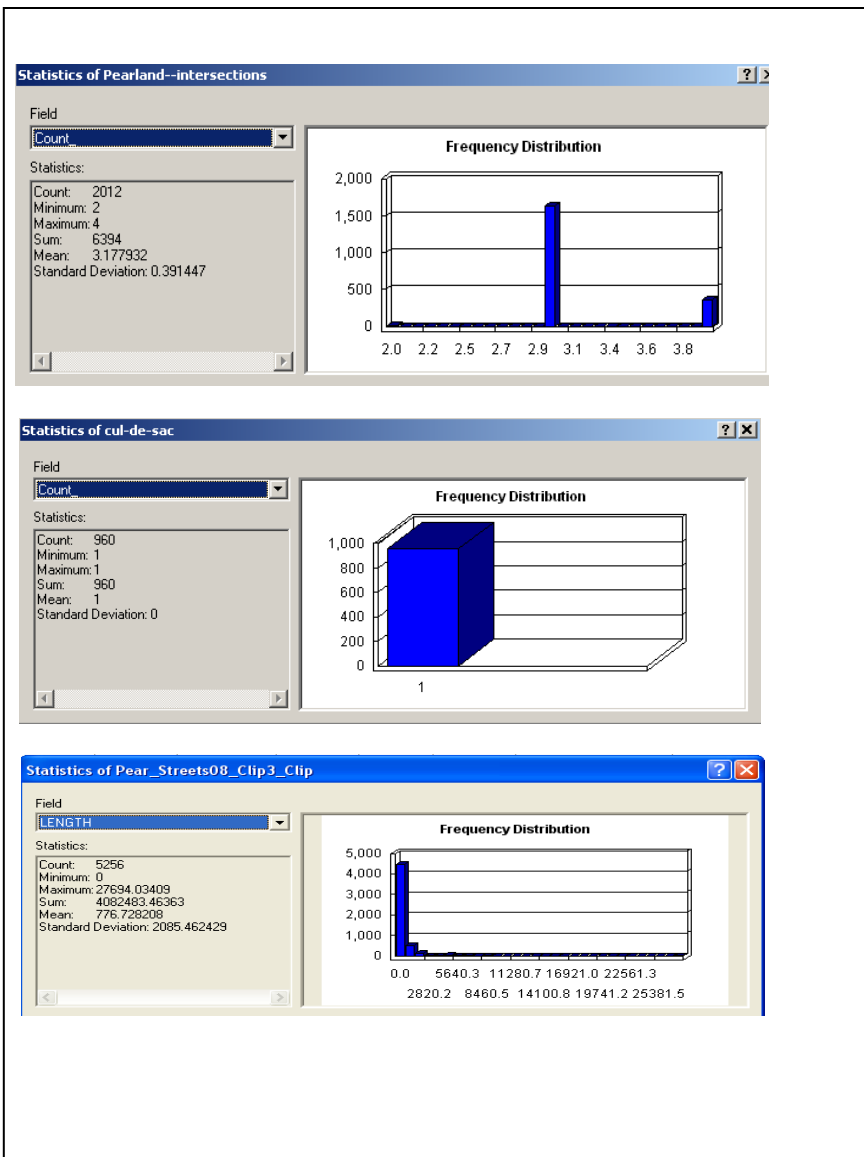 Statistics of Pearland--intersections
Field
Count_
Statistics:
Count: 2012
Minimum: 2
Maximum: 4
Sum: 6394
Mean: 3.177932
Standard Deviation: 0.391447
Frequency Distribution
2,000
1,500
1,000
500
0
2.0 2.2 2.5 2.7 2.9 3.1 3.4 3.6 3.8
Statistics of cul-de-sac
Field
Count_
Statistics:
Count: 960
Minimum: 1
Maximum: 1
Sum: 960
Mean: 1
Standard Deviation: 0
Frequency Distribution
1,000
800
600
400
200
0
1
Statistics of Pear_Streets08_Clip3_Clip
Field
LENGTH
Statistics:
Count: 5256
Minimum: 0
Maximum: 27694.03409
Sum: 4082483.46363
Mean: 776.728208
Standard Deviation: 2085.462429
Frequency Distribution
5,000
4,000
3,000
2,000
1,000
0
0.0 5640.3 11280.7 16921.0 22561.3
2820.2 8460.5 14100.8 19741.2 25381.5